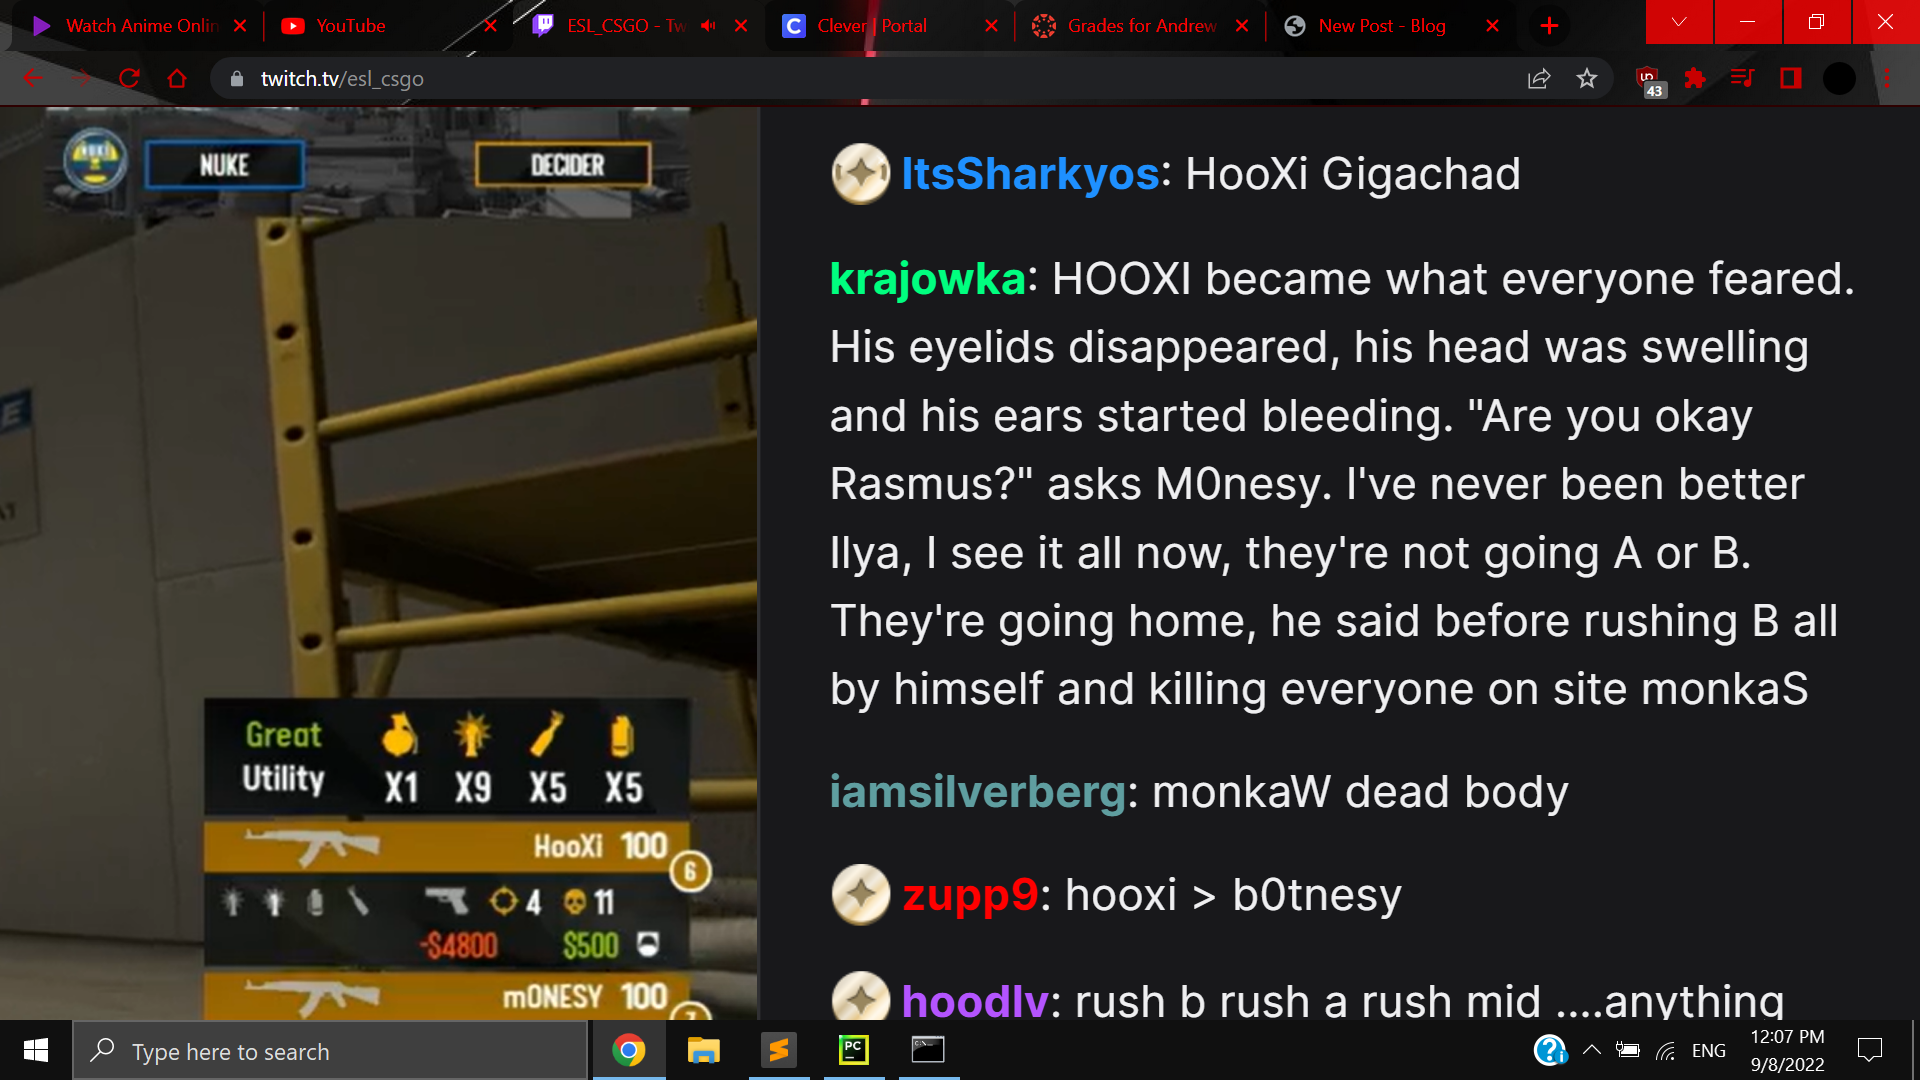 Watch Anime Onlin
YouTube
ESL_CSGO - Tw
Clever | Portal
Grades for Andrew
New Post - Blog
twitch.tv/esl_csgo
43
NUKE
DECIDER
Great
Utility
X1 X9 X5 X5
HooXi 100
6
4 11
-$4800 $500
m0NESY 100
ItsSharkyos: HooXi Gigachad
krajowka: HOOXI became what everyone feared.
His eyelids disappeared, his head was swelling
and his ears started bleeding. "Are you okay
Rasmus?" asks M0nesy. I've never been better
Ilya, I see it all now, they're not going A or B.
They're going home, he said before rushing B all
by himself and killing everyone on site monkaS
iamsilverberg: monkaW dead body
zupp9: hooxi > b0tnesy
hoodlv: rush b rush a rush mid ....anything
Type here to search
ENG
12:07 PM
9/8/2022